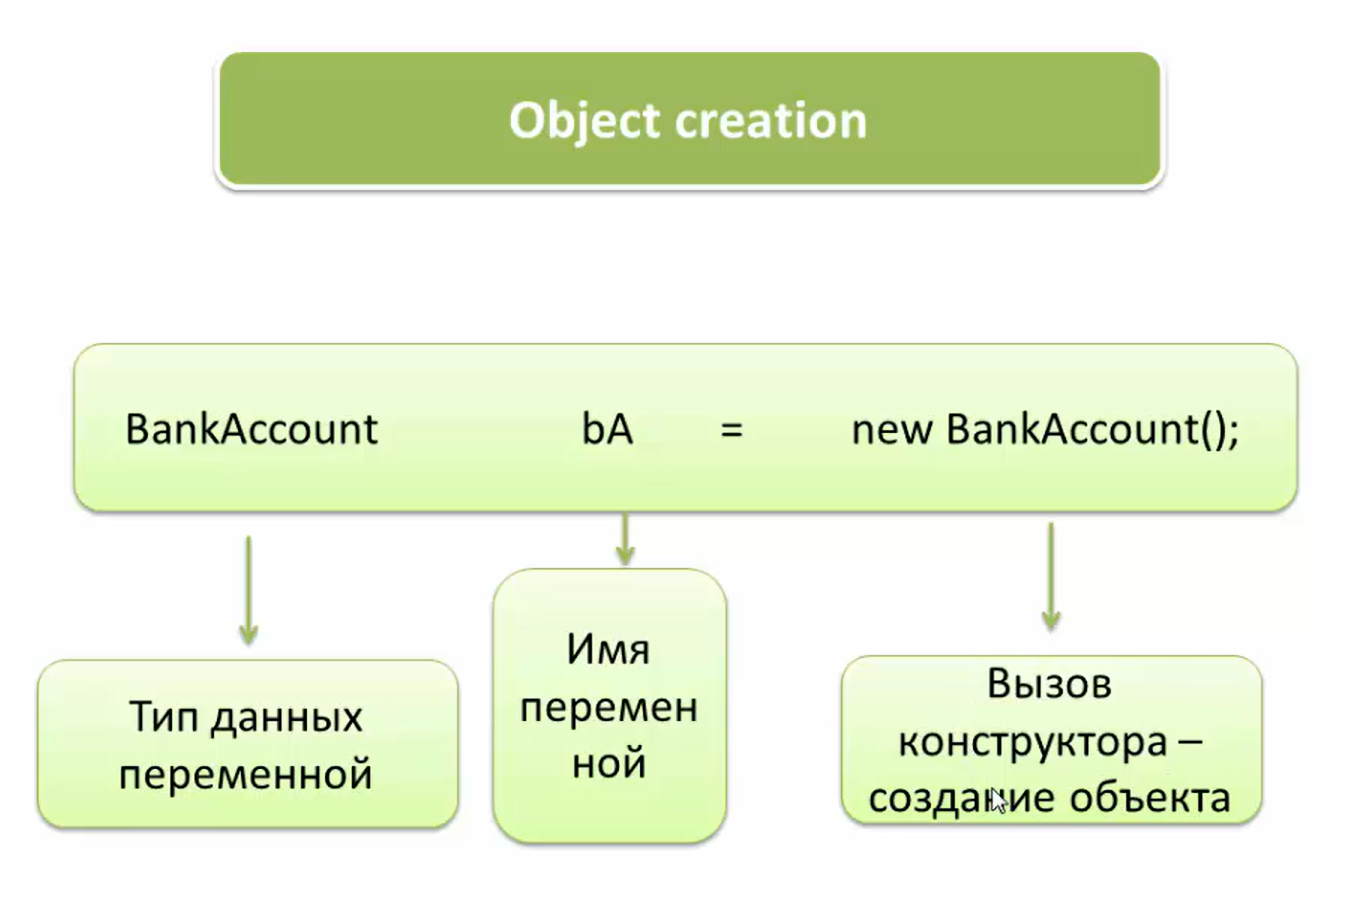 Object creation
BankAccount bA = new BankAccount();
Тип данных
переменной
Имя
перемен
ной
Вызов
конструктора –
создание объекта